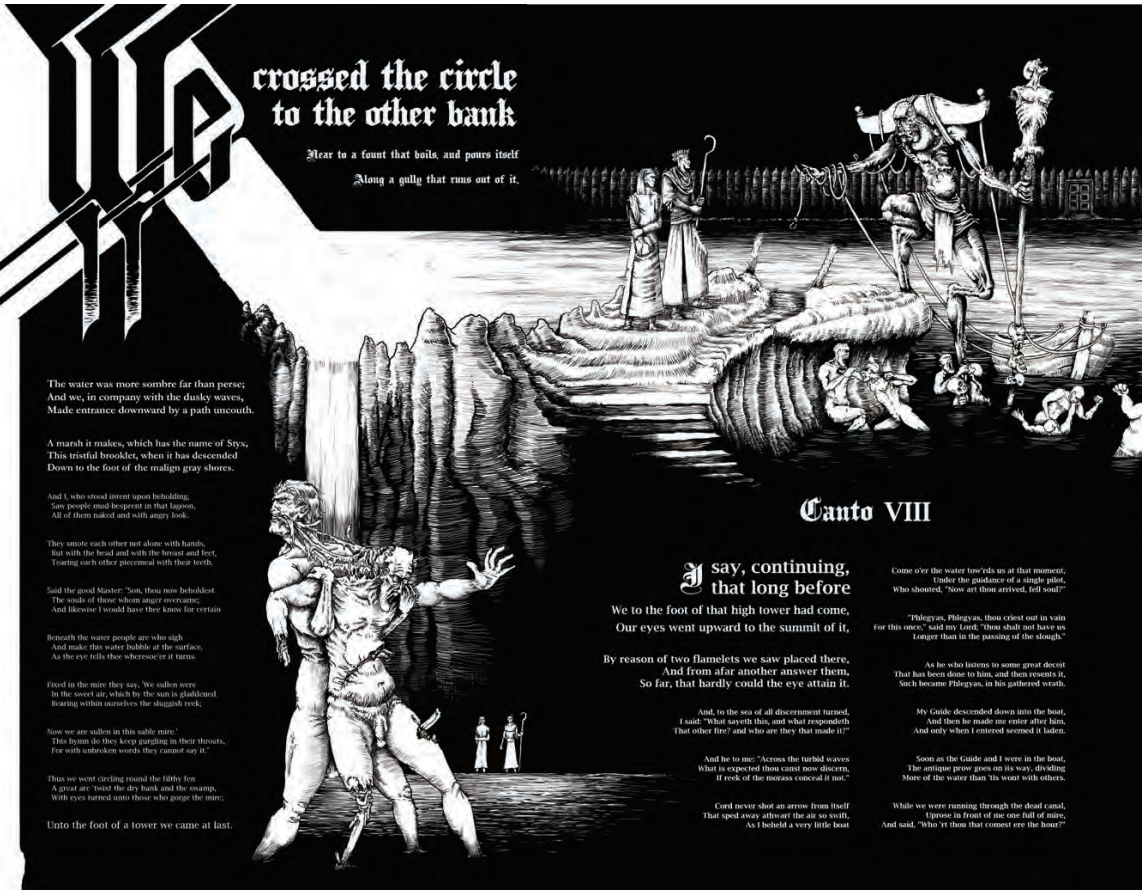 We
crossed the circle
to the other bank
Near to a fount that boils, and pours itself
Along a gully that runs out of it.
The water was more sombre far than perse;
And we, in company with the dusky waves,
Made entrance downward by a path uncouth.
A marsh it makes, which has the name of Styx,
This tristful brooklet, when it has descended
Down to the foot of the malign gray shores.
And I, who stood intent upon beholding,
Saw people mud-besprent in that lagoon,
All of them naked and with angry look.
They smote each other not alone with hands,
But with the head and with the breast and feet,
Tearing each other piecemeal with their teeth.
Said the good Master: "Son, thou now beholdest
The souls of those whom anger overcame;
And likewise I would have thee know for certain
Beneath the water people are who sigh
And make this water bubble at the surface,
As the eye tells thee wheresoe'er it turns.
Fixed in the mire they say, 'We sullen were
In the sweet air, which by the sun is gladdened,
Bearing within ourselves the sluggish reek;
Now we are sullen in this sable mire.'
This hymn do they keep gurgling in their throats,
For with unbroken words they cannot say it."
Thus we went circling round the filthy fen
A great arc 'twixt the dry bank and the swamp,
With eyes turned unto those who gorge the mire;
Unto the foot of a tower we came at last.
Canto VIII
I say, continuing,
that long before
We to the foot of that high tower had come,
Our eyes went upward to the summit of it,
By reason of two flamelets we saw placed there,
And from afar another answer them,
So far, that hardly could the eye attain it.
And, to the sea of all discernment turned,
I said: "What sayeth this, and what respondeth
That other fire? and who are they that made it?"
And he to me: "Across the turbid waves
What is expected thou canst now discern,
If reek of the morass conceal it not."
Cord never shot an arrow from itself
That sped away athwart the air so swift,
As I beheld a very little boat
Come o'er the water tow'rds us at that moment,
Under the guidance of a single pilot,
Who shouted, "Now art thou arrived, fell soul?"
"Phlegyas, Phlegyas, thou criest out in vain
For this once," said my Lord; "thou shalt not have us
Longer than in the passing of the slough."
As he who listens to some great deceit
That has been done to him, and then resents it,
Such became Phlegyas, in his gathered wrath.
My Guide descended down into the boat,
And then he made me enter after him,
And only when I entered seemed it laden.
Soon as the Guide and I were in the boat,
The antique prow goes on its way, dividing
More of the water than 'tis wont with others.
While we were running through the dead canal,
Uprose in front of me one full of mire,
And said, "Who 'rt thou that comest ere the hour?"